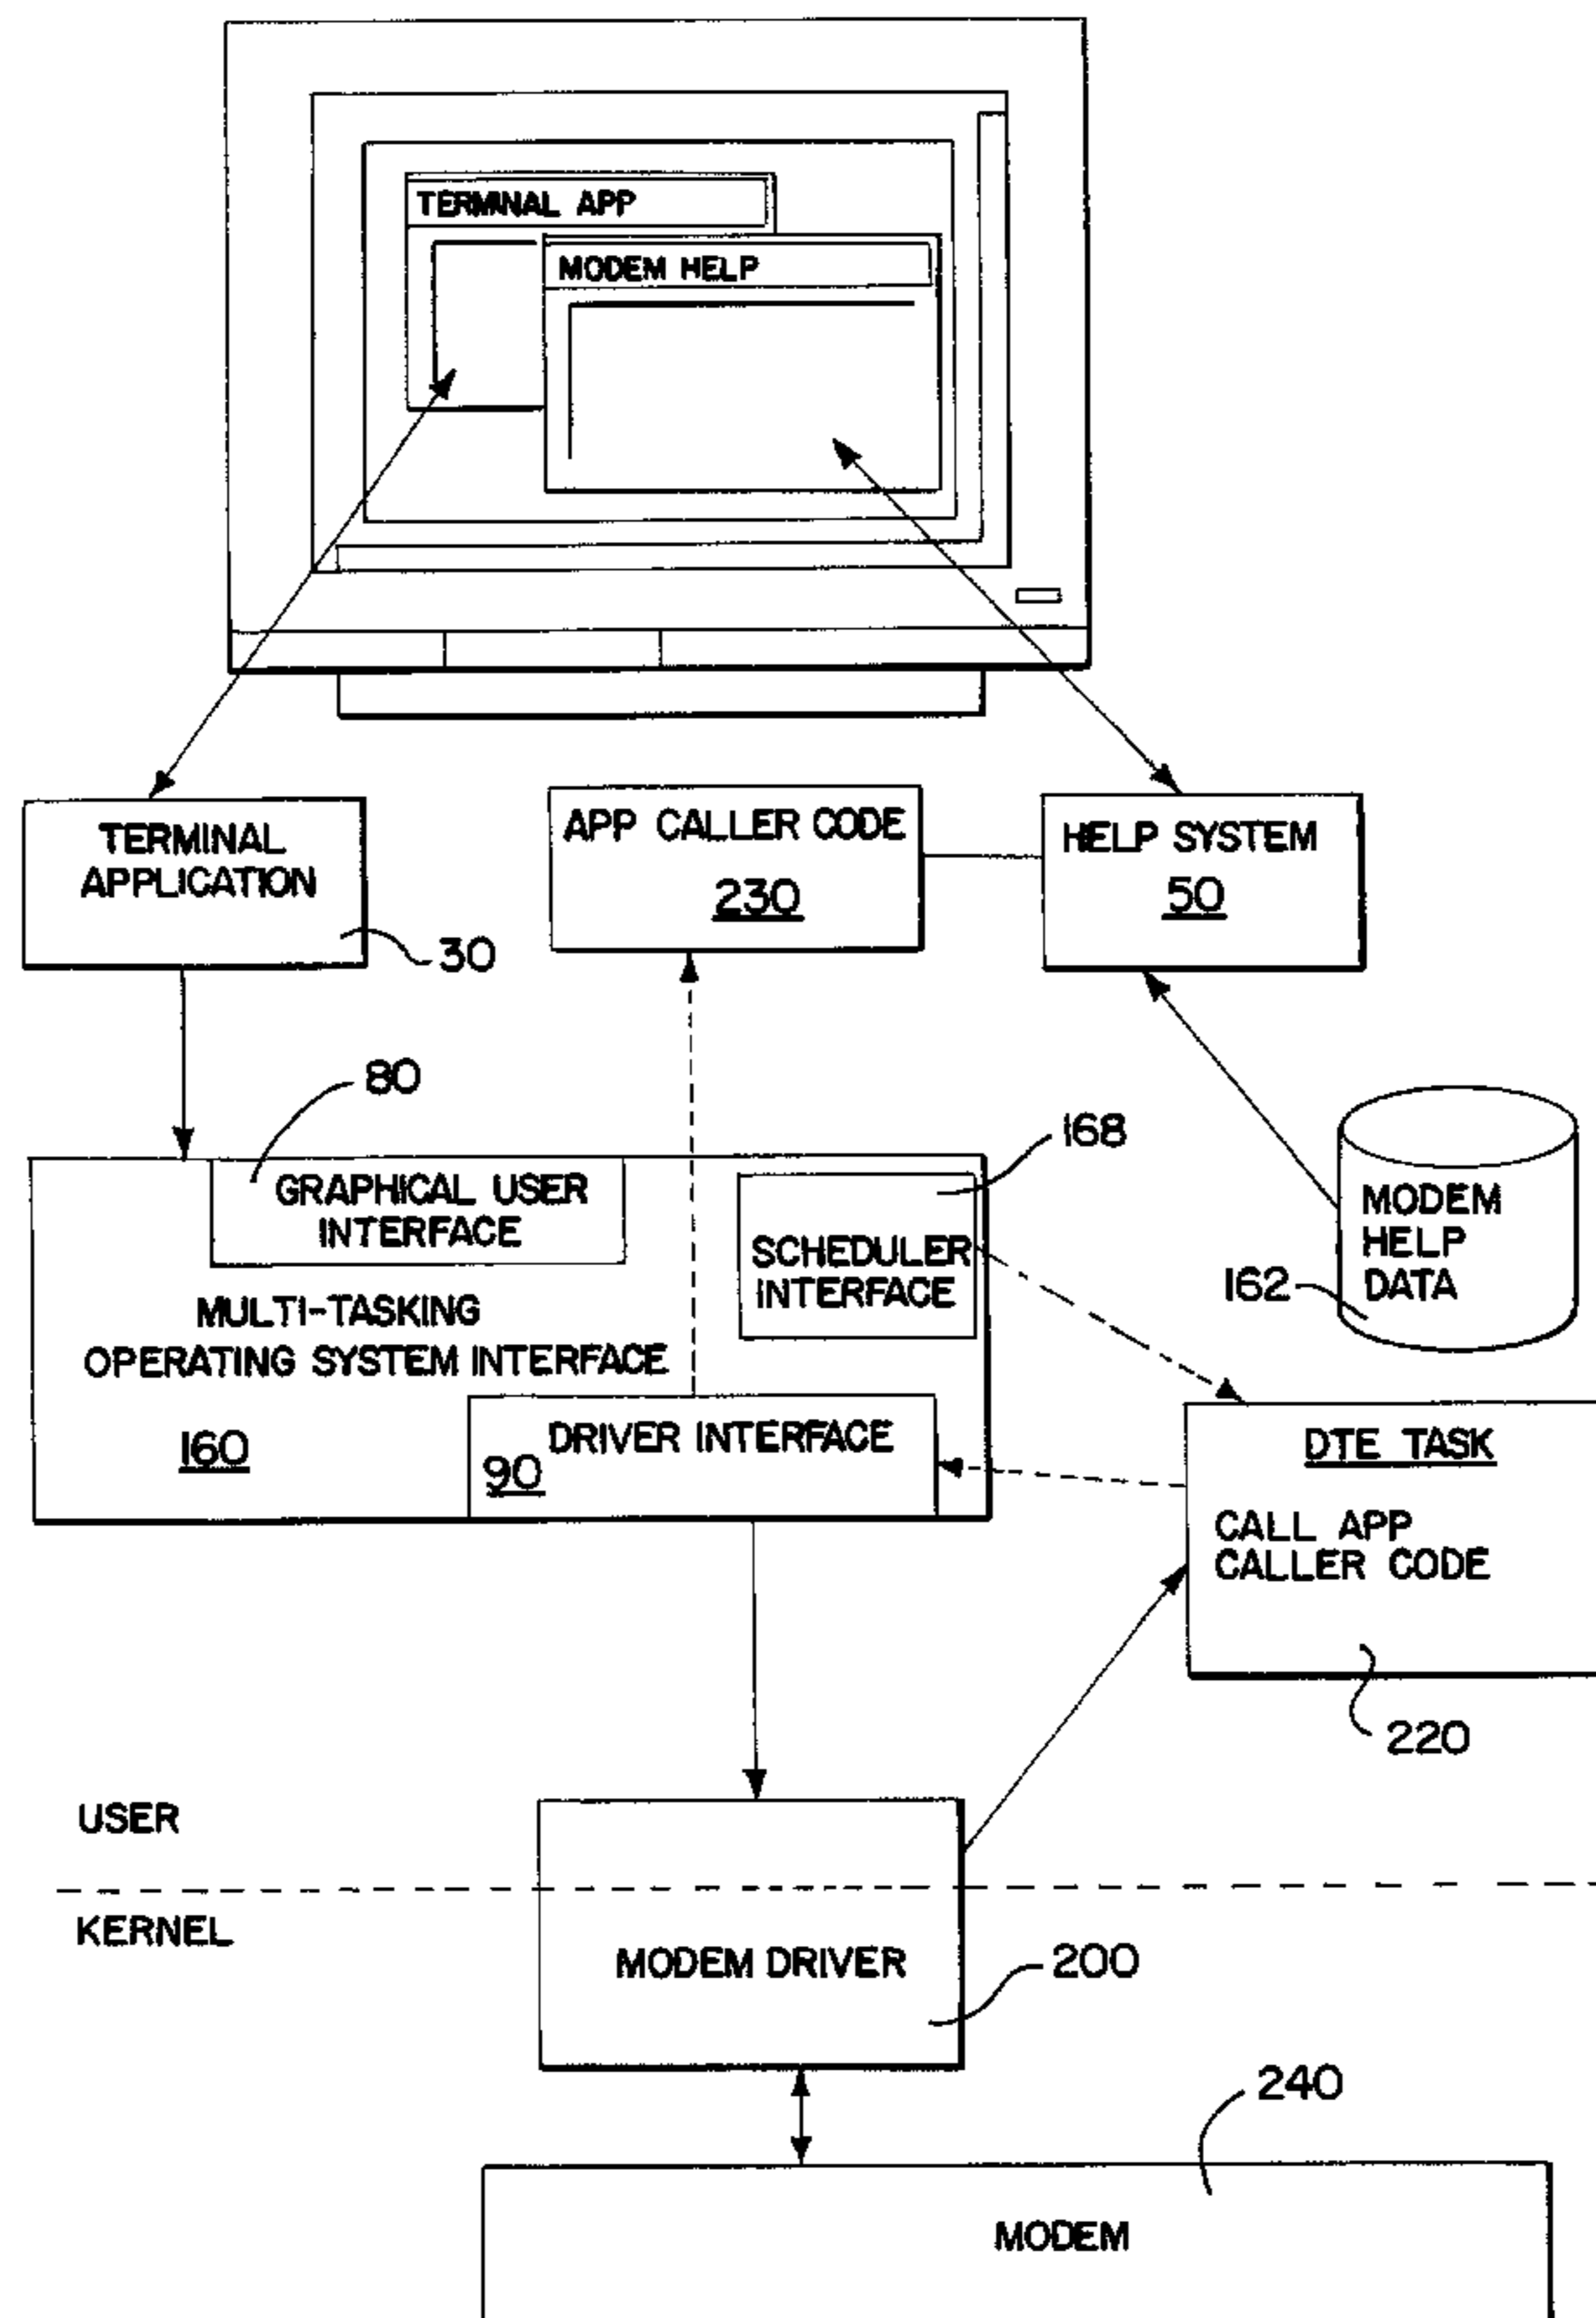 TERMINAL APP
MODEM HELP
TERMINAL
APPLICATION
30
APP CALLER CODE
230
HELP SYSTEM
50
80
168
GRAPHICAL USER
INTERFACE
SCHEDULER
INTERFACE
MODEM
HELP
DATA
162
MULTI-TASKING
OPERATING SYSTEM INTERFACE
160
DRIVER INTERFACE
90
DTE TASK
CALL APP
CALLER CODE
220
USER
KERNEL
MODEM DRIVER
200
240
MODEM